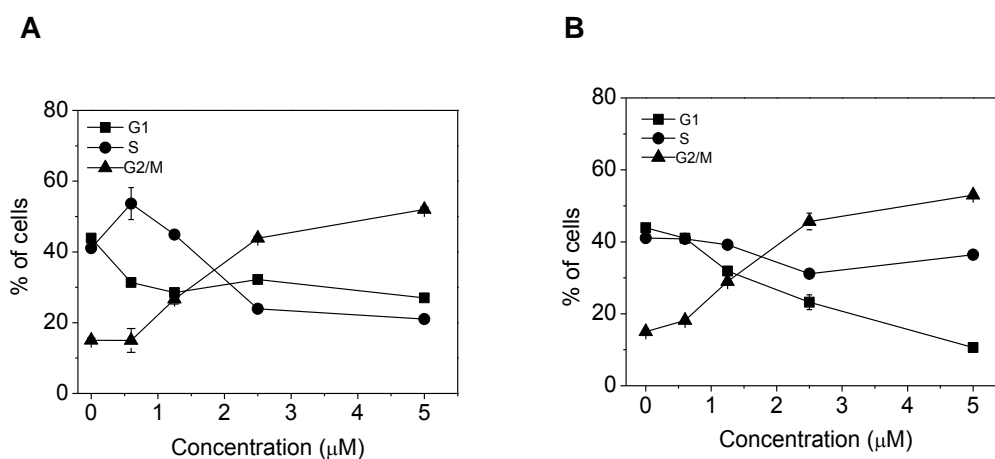 A
80
60
40
20
0
% of cells
G1
S
G2/M
0 1 2 3 4 5
Concentration (μM)
B
80
60
40
20
0
% of cells
G1
S
G2/M
0 1 2 3 4 5
Concentration (μM)